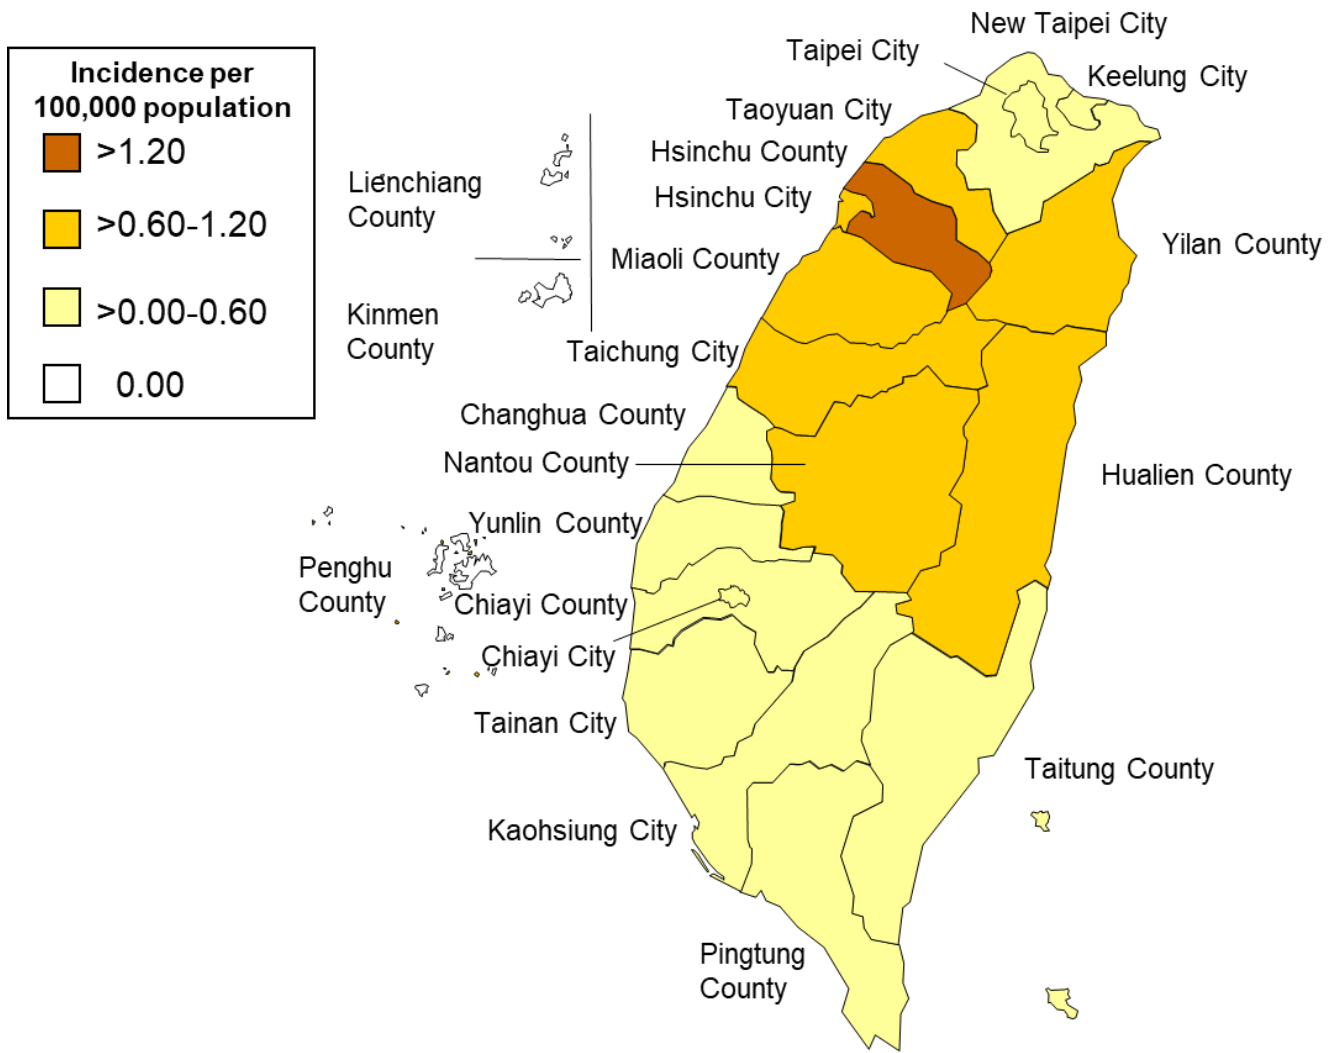 Incidence per
100,000 population
>1.20
>0.60-1.20
>0.00-0.60
0.00
New Taipei City
Taipei City
Keelung City
Taoyuan City
Hsinchu County
Hsinchu City
Lienchiang
County
Yilan County
Miaoli County
Kinmen
County
Taichung City
Changhua County
Nantou County
Hualien County
Yunlin County
Penghu
County
Chiayi County
Chiayi City
Tainan City
Taitung County
Kaohsiung City
Pingtung
County